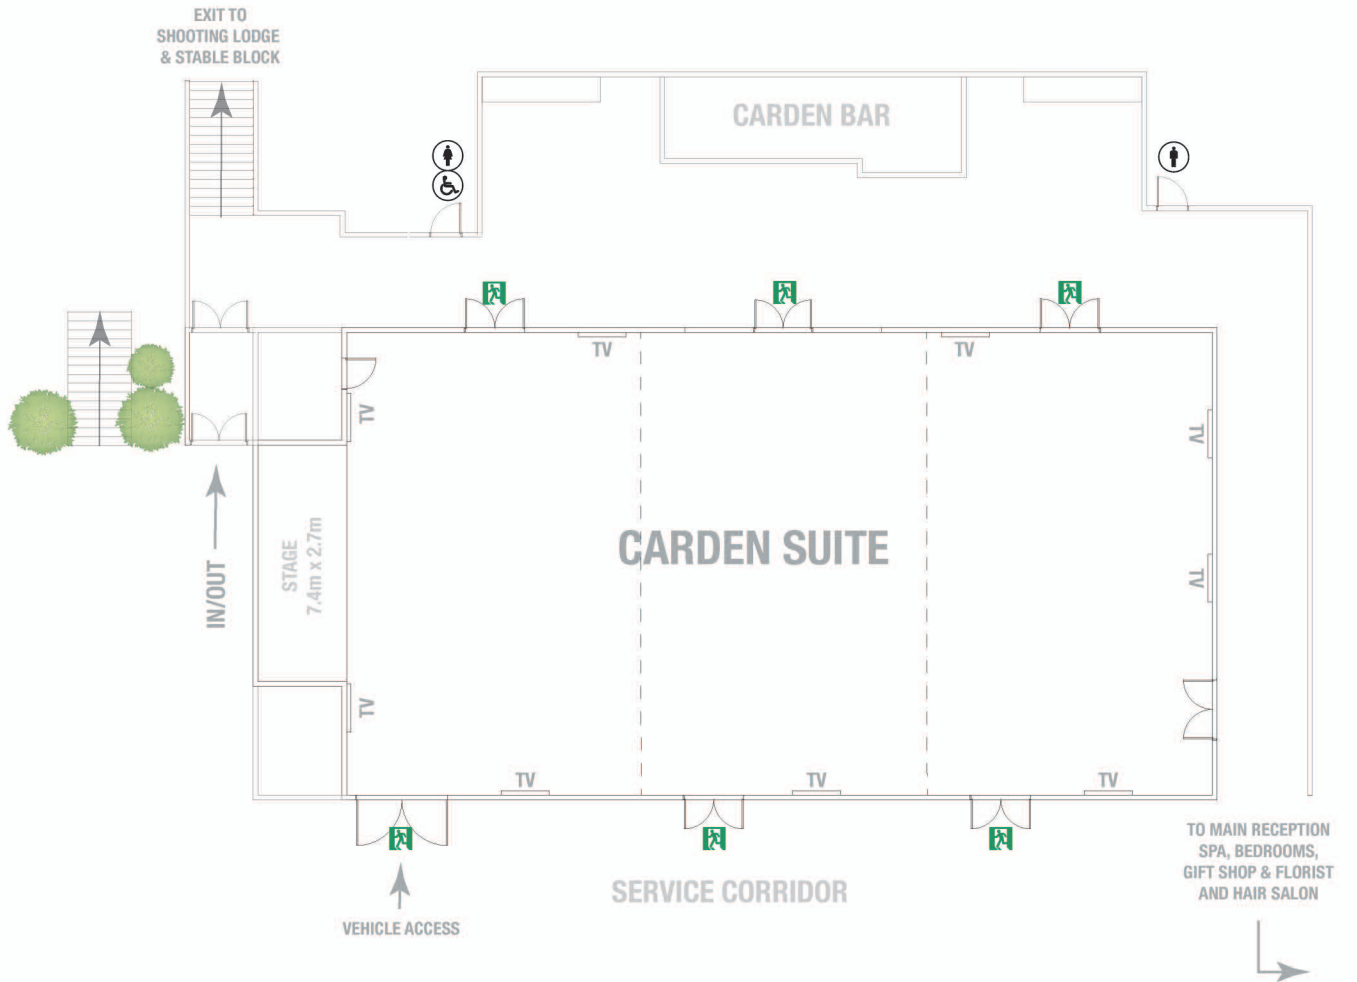 EXIT TO
SHOOTING LODGE
& STABLE BLOCK
CARDEN BAR
TV
TV
TV
TV
CARDEN SUITE
STAGE
7.4m x 2.7m
IN/OUT
TV
TV
TV
TV
TV
TO MAIN RECEPTION
SPA, BEDROOMS,
GIFT SHOP & FLORIST
AND HAIR SALON
SERVICE CORRIDOR
VEHICLE ACCESS